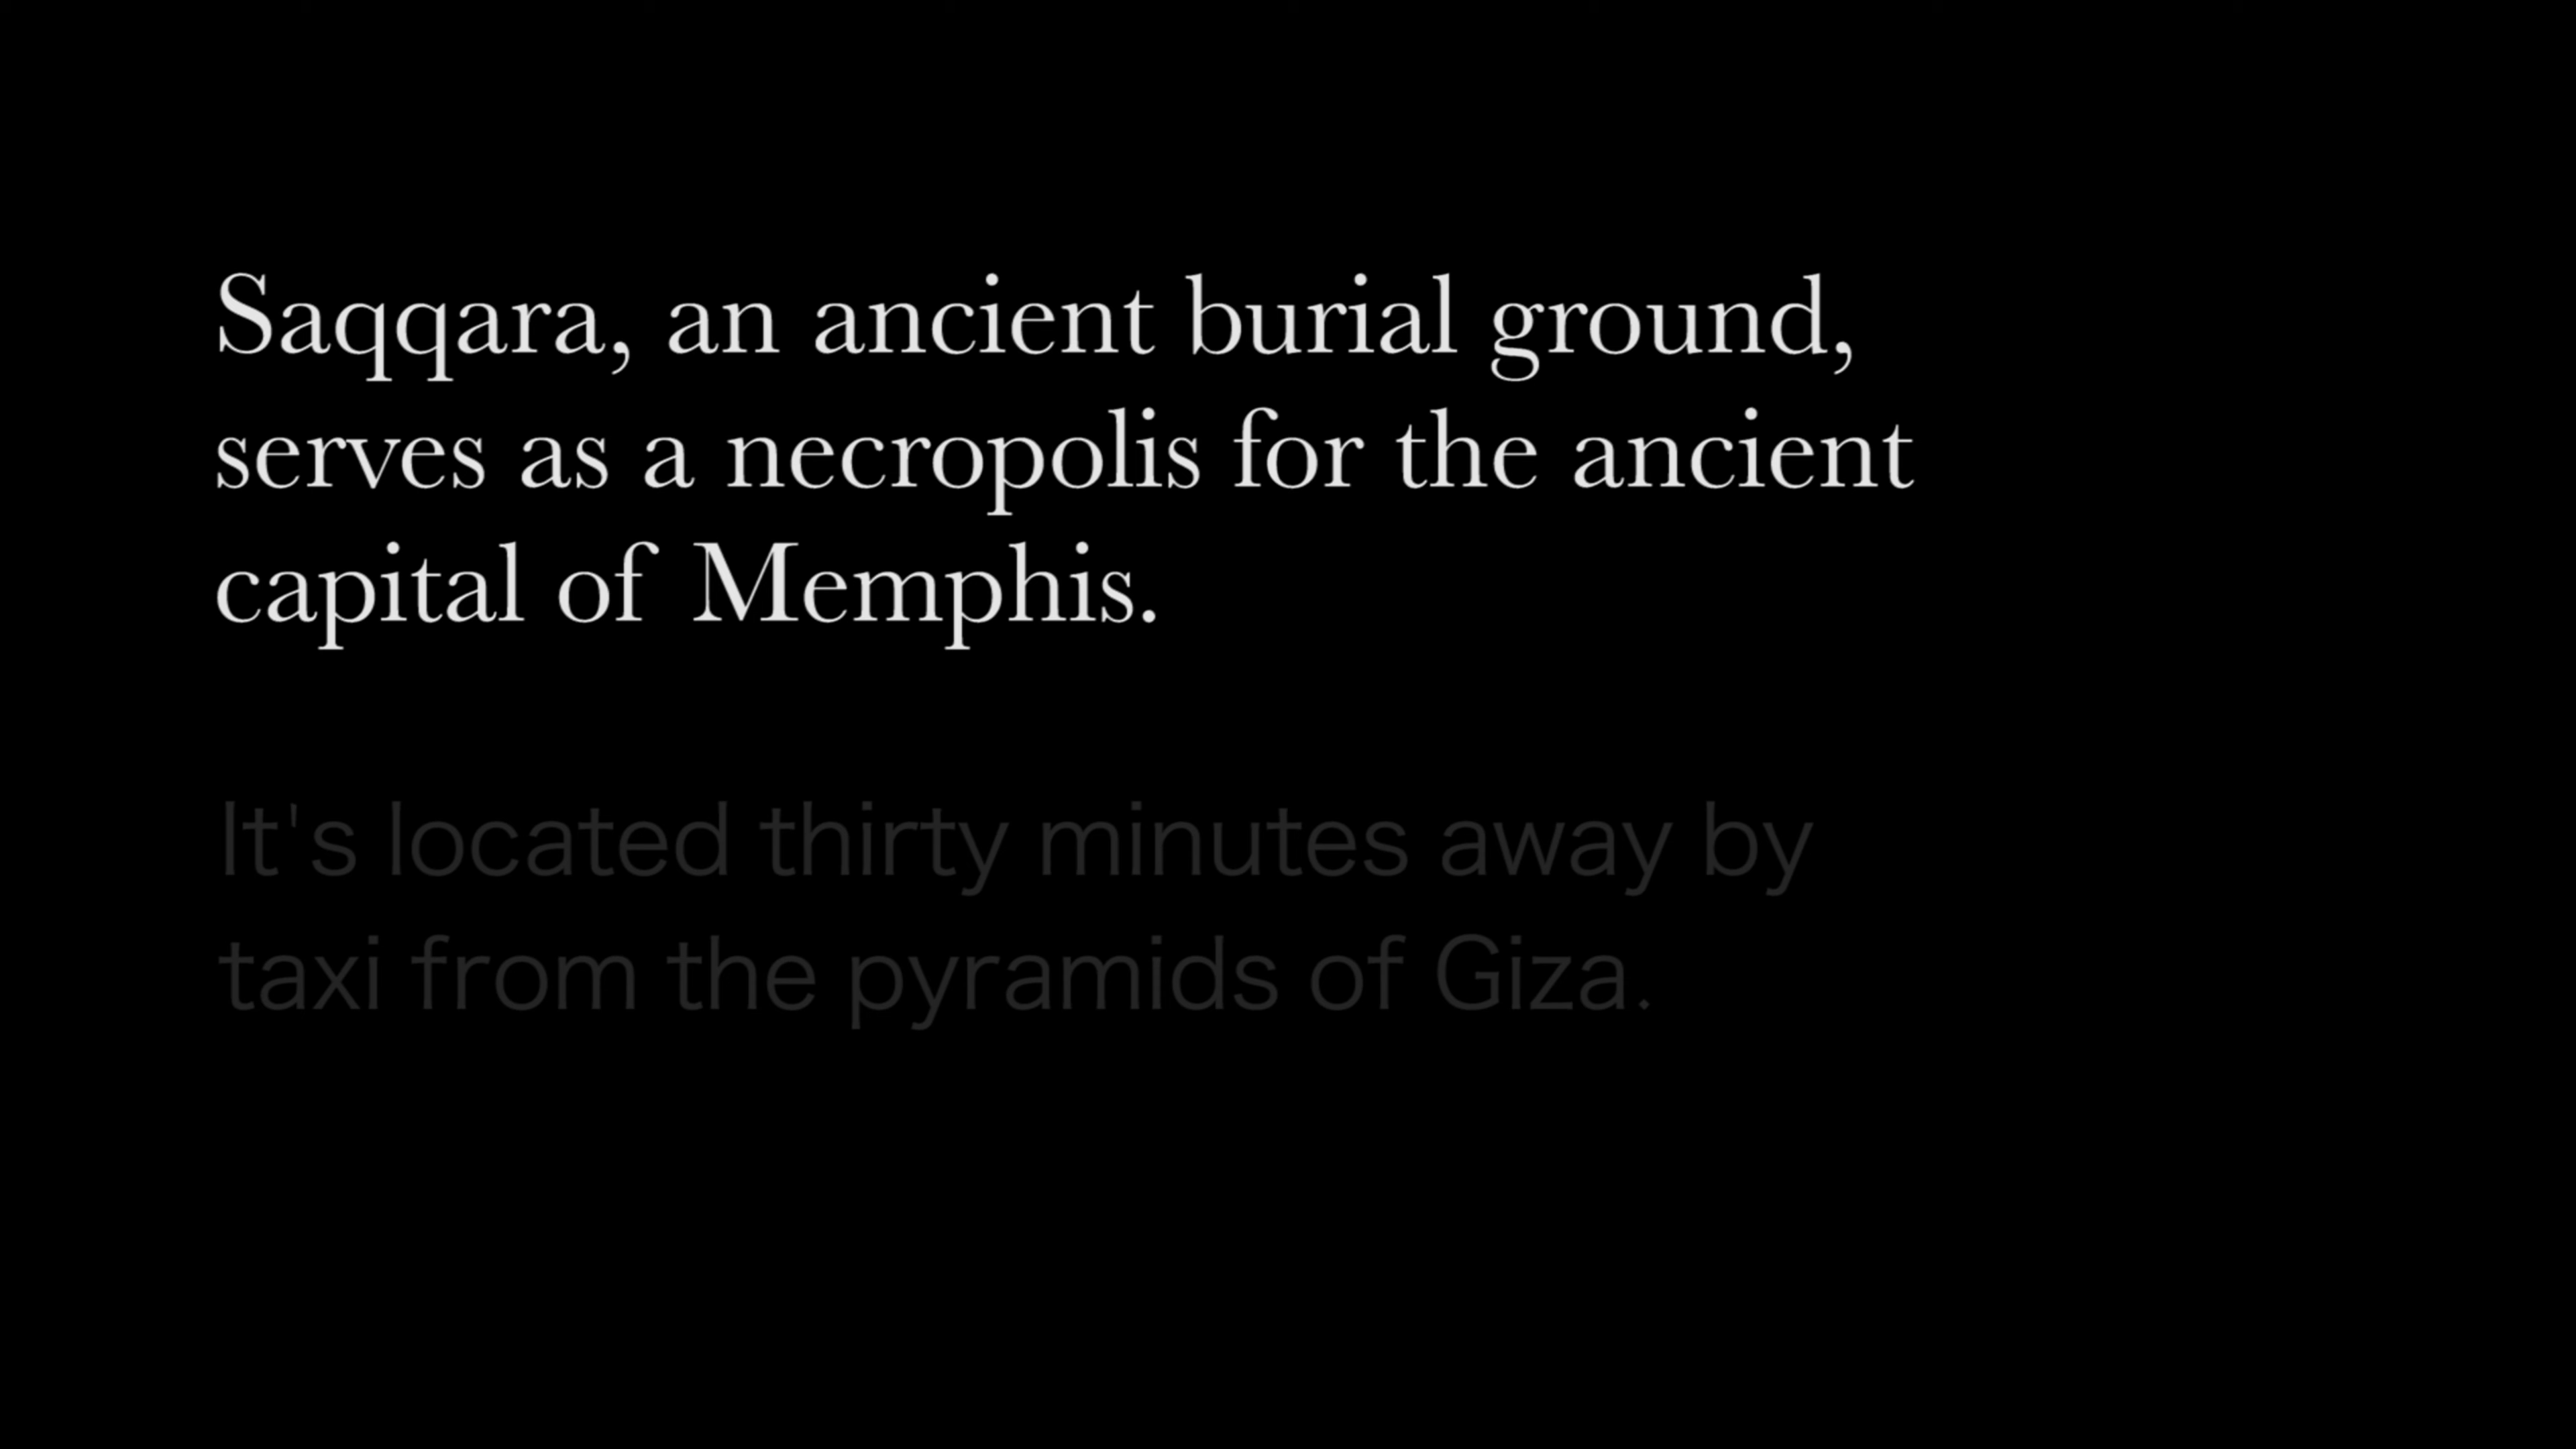 Saqqara, an ancient burial ground,
serves as a necropolis for the ancient
capital of Memphis.
It's located thirty minutes away by
taxi from the pyramids of Giza.